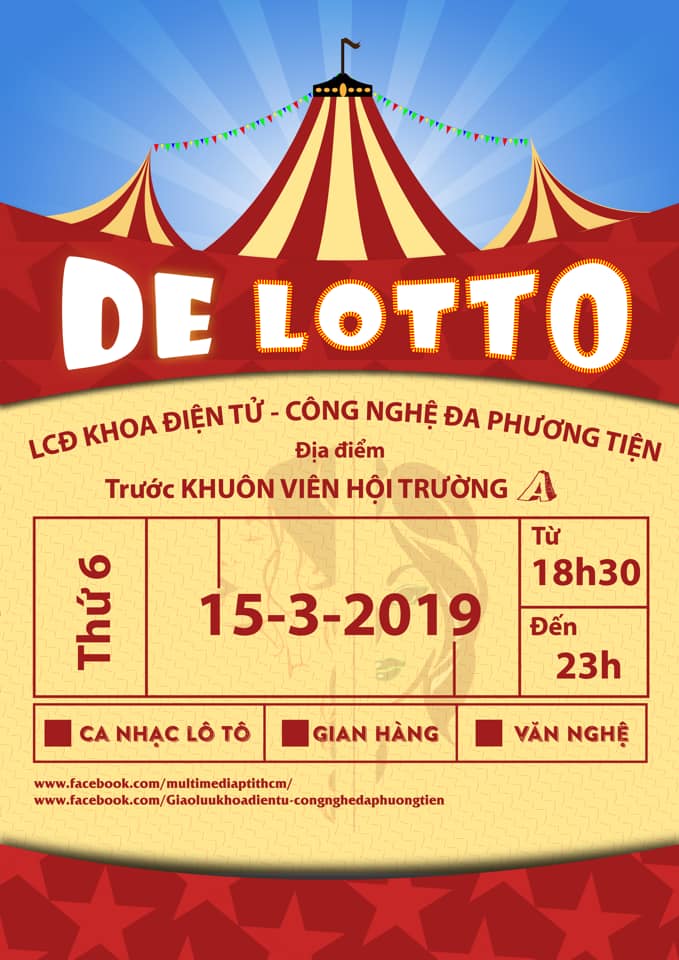 DE LOTTO
LCĐ KHOA ĐIỆN TỬ - CÔNG NGHỆ ĐA PHƯƠNG TIỆN
Địa điểm
Trước KHUÔN VIÊN HỘI TRƯỜNG A
Thứ 6
15-3-2019
Từ
18h30
Đến
23h
CA NHẠC LÔ TÔ
GIAN HÀNG
VĂN NGHỆ
www.facebook.com/multimediaptithcm/
www.facebook.com/Giaoluukhoadientu-congnghedaphuongtien